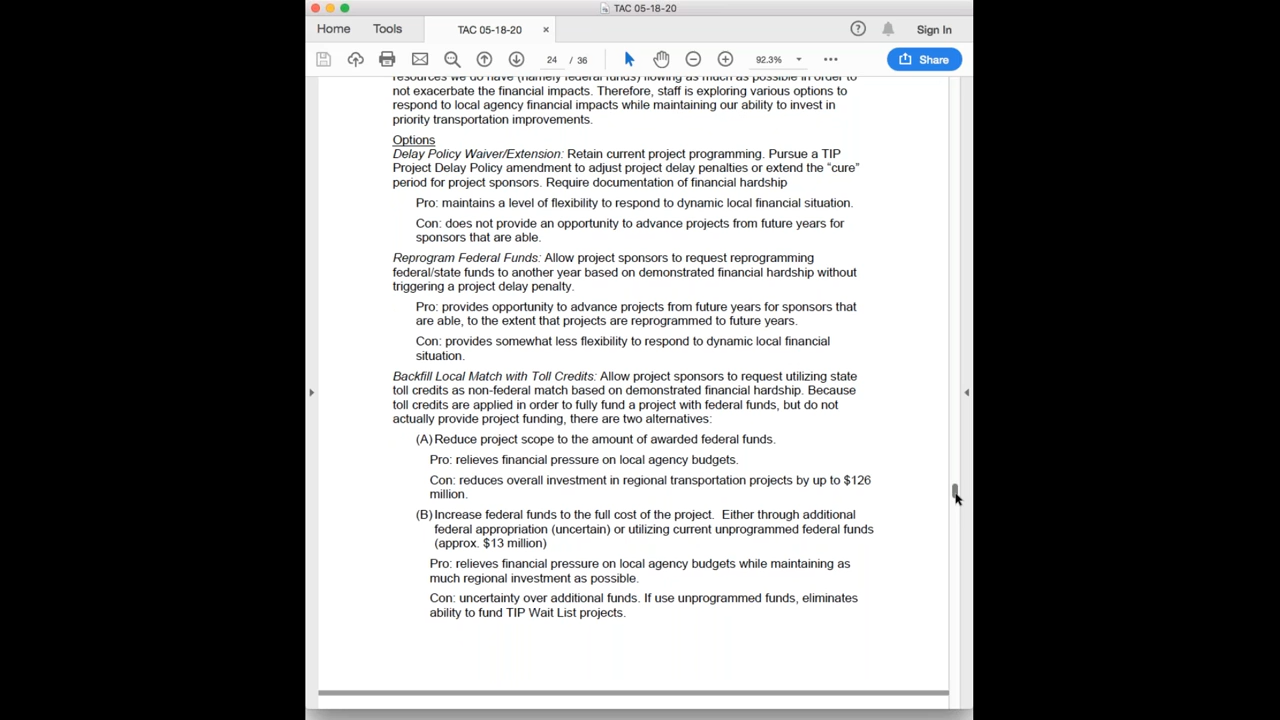 TAC 05-18-20
Home
Tools
TAC 05-18-20
×
Sign In
24 / 36
92.3%
Share
resources we do have (namely federal funds) flowing as much as possible in order to
not exacerbate the financial impacts. Therefore, staff is exploring various options to
respond to local agency financial impacts while maintaining our ability to invest in
priority transportation improvements.
Options
Delay Policy Waiver/Extension: Retain current project programming. Pursue a TIP
Project Delay Policy amendment to adjust project delay penalties or extend the “cure”
period for project sponsors. Require documentation of financial hardship
Pro: maintains a level of flexibility to respond to dynamic local financial situation.
Con: does not provide an opportunity to advance projects from future years for
sponsors that are able.
Reprogram Federal Funds: Allow project sponsors to request reprogramming
federal/state funds to another year based on demonstrated financial hardship without
triggering a project delay penalty.
Pro: provides opportunity to advance projects from future years for sponsors that
are able, to the extent that projects are reprogrammed to future years.
Con: provides somewhat less flexibility to respond to dynamic local financial
situation.
Backfill Local Match with Toll Credits: Allow project sponsors to request utilizing state
toll credits as non-federal match based on demonstrated financial hardship. Because
toll credits are applied in order to fully fund a project with federal funds, but do not
actually provide project funding, there are two alternatives:
(A) Reduce project scope to the amount of awarded federal funds.
Pro: relieves financial pressure on local agency budgets.
Con: reduces overall investment in regional transportation projects by up to $126
million.
(B) Increase federal funds to the full cost of the project. Either through additional
federal appropriation (uncertain) or utilizing current unprogrammed federal funds
(approx. $13 million)
Pro: relieves financial pressure on local agency budgets while maintaining as
much regional investment as possible.
Con: uncertainty over additional funds. If use unprogrammed funds, eliminates
ability to fund TIP Wait List projects.